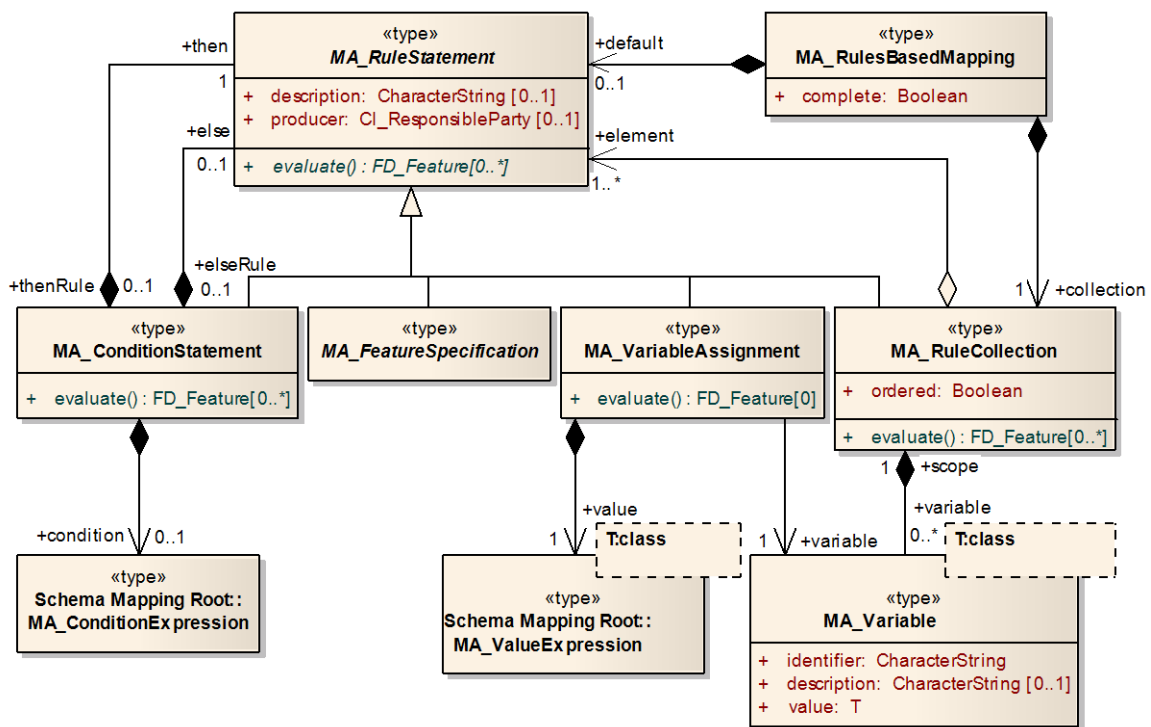 «type»
MA_RuleStatement
+ description: CharacterString [0..1]
+ producer: CI_ResponsibleParty [0..1]
+ evaluate() : FD_Feature[0..*]
+then
1
+else
0..1
+default
0..1
+element
1..*
«type»
MA_RulesBasedMapping
+ complete: Boolean
+thenRule
0..1
+elseRule
0..1
1
+collection
«type»
MA_ConditionStatement
+ evaluate() : FD_Feature[0..*]
«type»
MA_FeatureSpecification
«type»
MA_VariableAssignment
+ evaluate() : FD_Feature[0]
«type»
MA_RuleCollection
+ ordered: Boolean
+ evaluate() : FD_Feature[0..*]
+condition
0..1
+value
1
1
+variable
1
+scope
+variable
0..*
«type»
Schema Mapping Root::
MA_ConditionExpression
T:class
«type»
Schema Mapping Root::
MA_ValueExpression
T:class
«type»
MA_Variable
+ identifier: CharacterString
+ description: CharacterString [0..1]
+ value: T